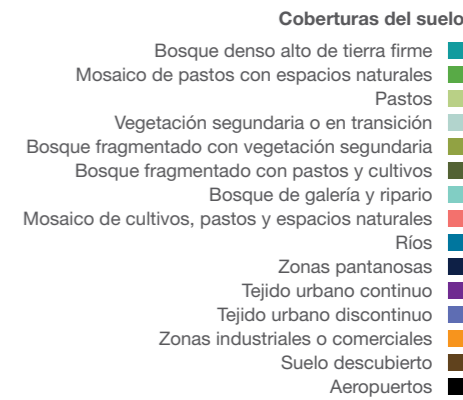 Coberturas del suelo
Bosque denso alto de tierra firme
Mosaico de pastos con espacios naturales
Pastos
Vegetación segundaria o en transición
Bosque fragmentado con vegetación segundaria
Bosque fragmentado con pastos y cultivos
Bosque de galería y ripario
Mosaico de cultivos, pastos y espacios naturales
Ríos
Zonas pantanosas
Tejido urbano continuo
Tejido urbano discontinuo
Zonas industriales o comerciales
Suelo descubierto
Aeropuertos